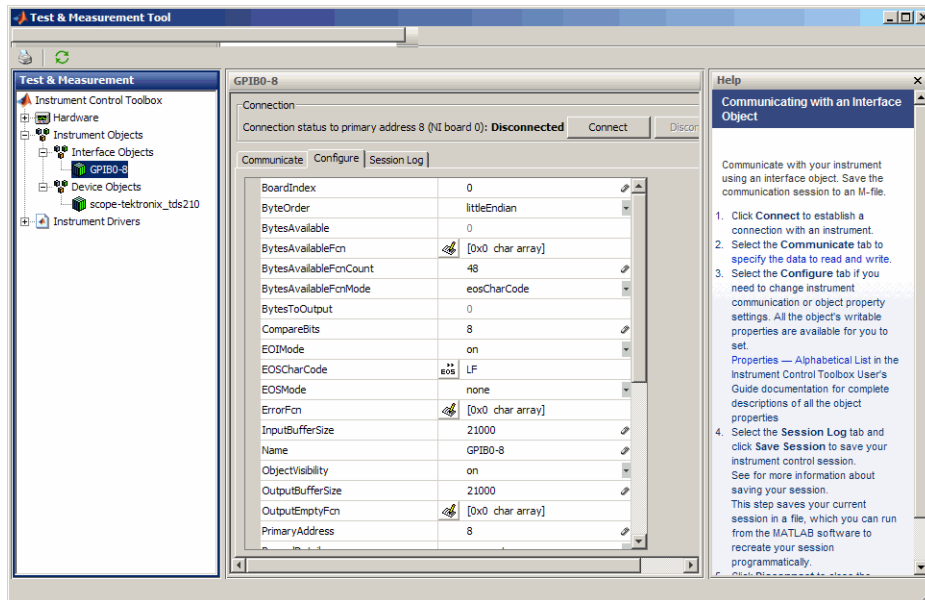 Test & Measurement Tool
Test & Measurement
Instrument Control Toolbox
Hardware
Instrument Objects
Interface Objects
GPIB0-8
Device Objects
scope-tektronix_tds210
Instrument Drivers
GPIB0-8
Connection
Connection status to primary address 8 (NI board 0): Disconnected
Connect
Discor
Communicate
Configure
Session Log
BoardIndex 0
ByteOrder littleEndian
BytesAvailable 0
BytesAvailableFcn [0x0 char array]
BytesAvailableFcnCount 48
BytesAvailableFcnMode eosCharCode
BytesToOutput 0
CompareBits 8
EOIMode on
EOSCharCode EOS LF
EOSMode none
ErrorFcn [0x0 char array]
InputBufferSize 21000
Name GPIB0-8
ObjectVisibility on
OutputBufferSize 21000
OutputEmptyFcn [0x0 char array]
PrimaryAddress 8
Help
Communicating with an Interface
Object
Communicate with your instrument
using an interface object. Save the
communication session to an M-file.
1. Click Connect to establish a
connection with an instrument.
2. Select the Communicate tab to
specify the data to read and write.
3. Select the Configure tab if you
need to change instrument
communication or object property
settings. All the object's writable
properties are available for you to
set.
Properties — Alphabetical List in the
Instrument Control Toolbox User's
Guide documentation for complete
descriptions of all the object
properties
4. Select the Session Log tab and
click Save Session to save your
instrument control session.
See for more information about
saving your session.
This step saves your current
session in a file, which you can run
from the MATLAB software to
recreate your session
programmatically.